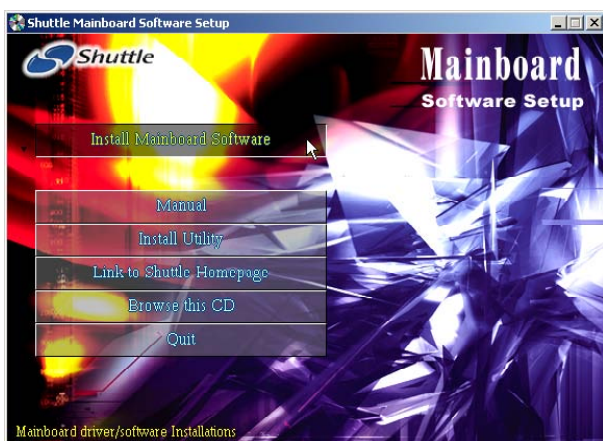 Shuttle Mainboard Software Setup
Shuttle
Mainboard
Software Setup
Install Mainboard Software
Manual
Install Utility
Link to Shuttle Homepage
Browse this CD
Quit
Mainboard driver/software Installations